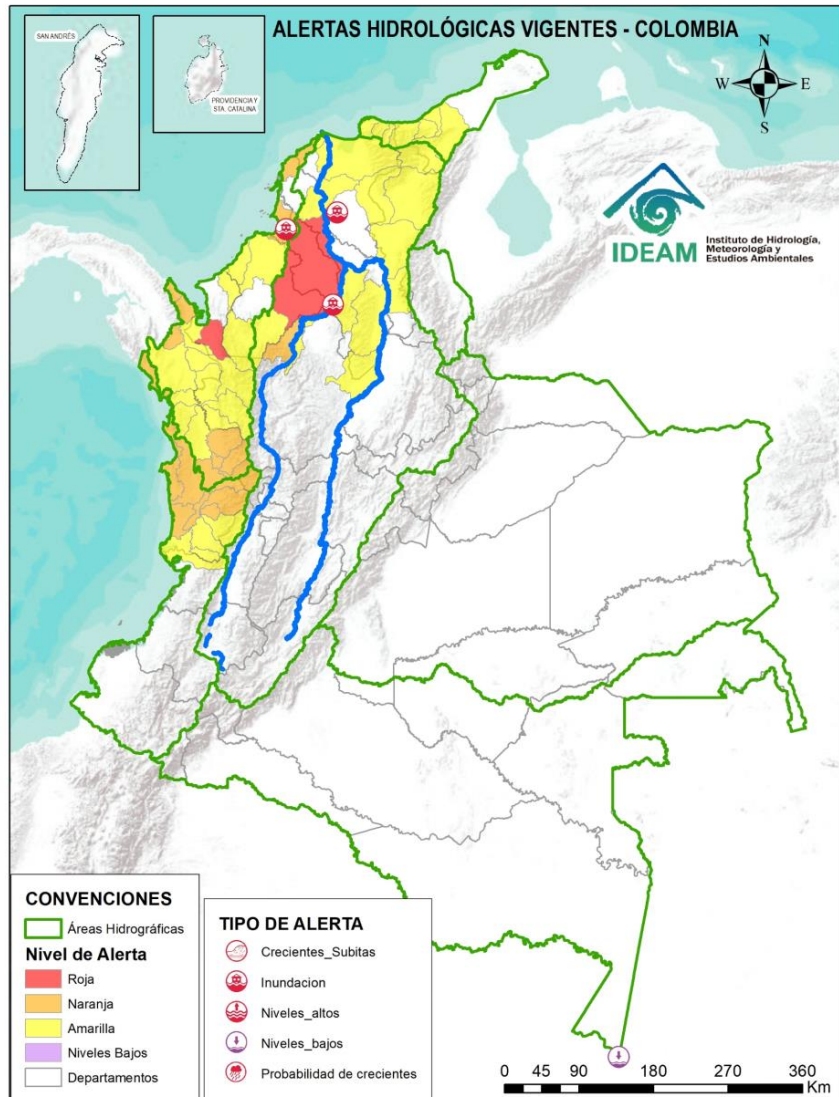 ALERTAS HIDROLÓGICAS VIGENTES - COLOMBIA
SAN ANDRÉS
PROVIDENCIA Y
STA. CATALINA
N
W
E
S
IDEAM
Instituto de Hidrología,
Meteorología y
Estudios Ambientales
CONVENCIONES
Áreas Hidrográficas
Nivel de Alerta
Roja
Naranja
Amarilla
Niveles Bajos
Departamentos
TIPO DE ALERTA
Crecientes_Subitas
Inundacion
Niveles_altos
Niveles_bajos
Probabilidad de crecientes
0 45 90 180 270 360
Km